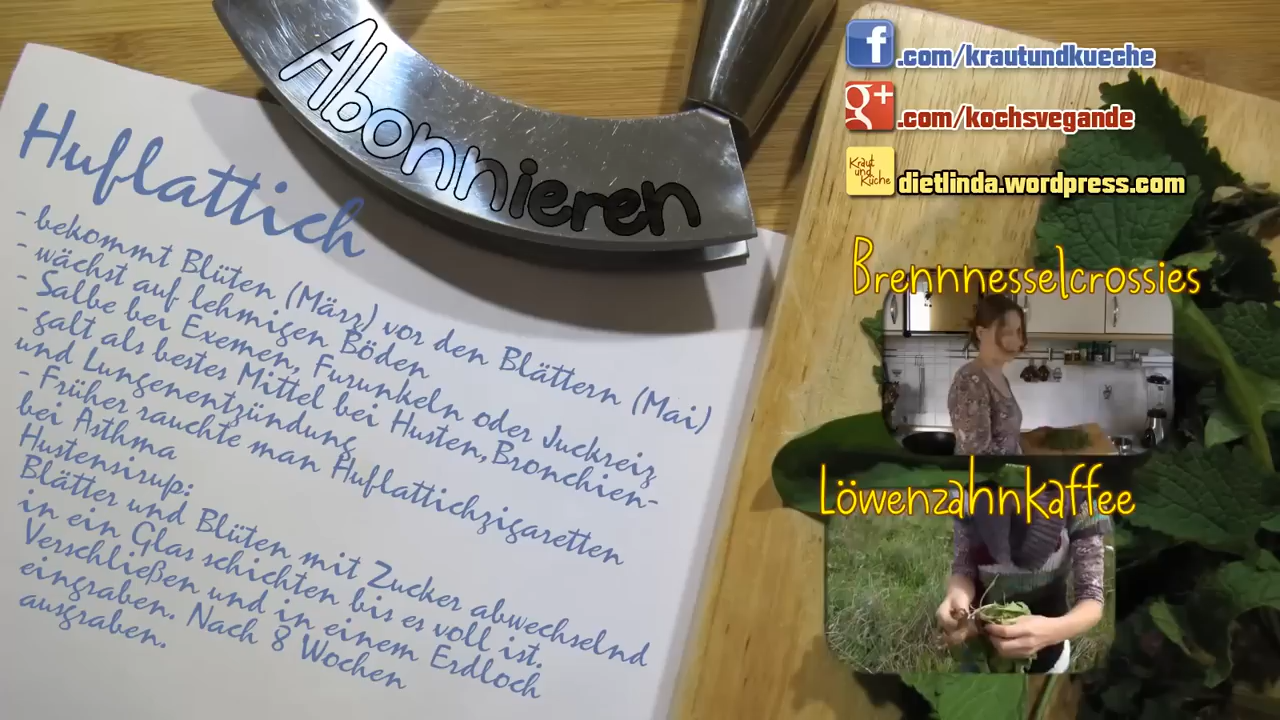 Abonnieren
Huflattich
- bekommt Blüten (März) vor den Blättern (Mai)
- wächst auf lehmigen Böden
- Salbe bei Exemen, Furunkeln oder Juckreiz
- galt als bestes Mittel bei Husten, Bronchien-
und Lungenentzündung
- Früher rauchte man Huflattichzigaretten
bei Asthma
Hustensirup:
Blätter und Blüten mit Zucker abwechselnd
in ein Glas schichten bis es voll ist.
Verschließen und in einem Erdloch
eingraben. Nach 8 Wochen
ausgraben.
f .com/krautundkueche
g+ .com/kochsvegande
Kraut
und
Küche
dietlinda.wordpress.com
Brennnesselcrossies
Löwenzahnkaffee